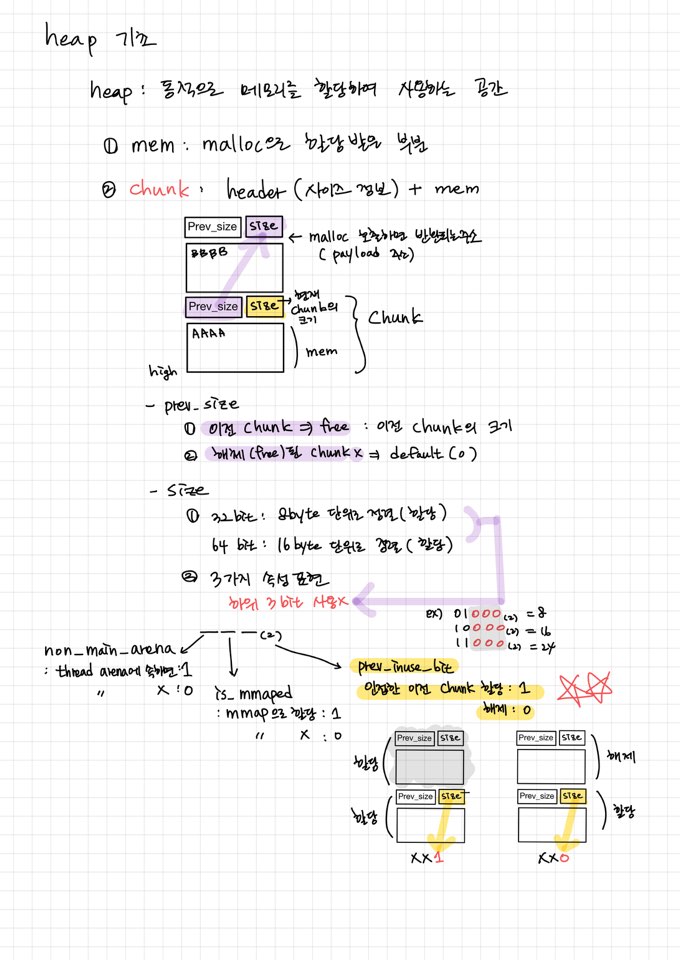 heap 기초
heap : 동적으로 메모리를 할당하여 사용하는 공간
① mem : malloc으로 할당 받은 부분
② chunk : header (사이즈 정보) + mem
Prev_size size
← malloc 호출하면 반환되는 주소
( payload 주소)
BBBB
Prev_size size → 현재 chunk의 크기
Chunk
AAAA
mem
high
- prev_size
① 이전 chunk ⇒ free : 이전 chunk의 크기
② 해제(free)된 chunk x ⇒ default (0)
- size
① 32bit : 8byte 단위로 정렬 (할당)
64 bit : 16byte 단위로 정렬 ( 할당)
② 3가지 속성 표현
하위 3 bit 사용x
ex) 01000(2) = 8
10000(2) = 16
11000(2) = 24
_ _ _ (2)
non_main_arena
: thread arena에 속하면 : 1
〃 x : 0
is_mmaped
: mmap으로 할당 : 1
〃 x : 0
prev_inuse_bit
인접한 이전 chunk 할당 : 1
해제 : 0
할당 Prev_size size
할당 Prev_size size
xx1
Prev_size size 해제
Prev_size size 할당
xx0